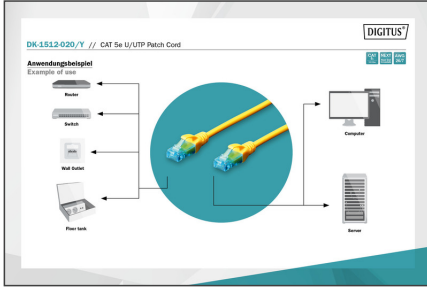 DIGITUS®
DK-1512-020/Y // CAT 5e U/UTP Patch Cord
Anwendungsbeispiel
Example of use
Router
Switch
Wall Outlet
Floor tank
Computer
Server